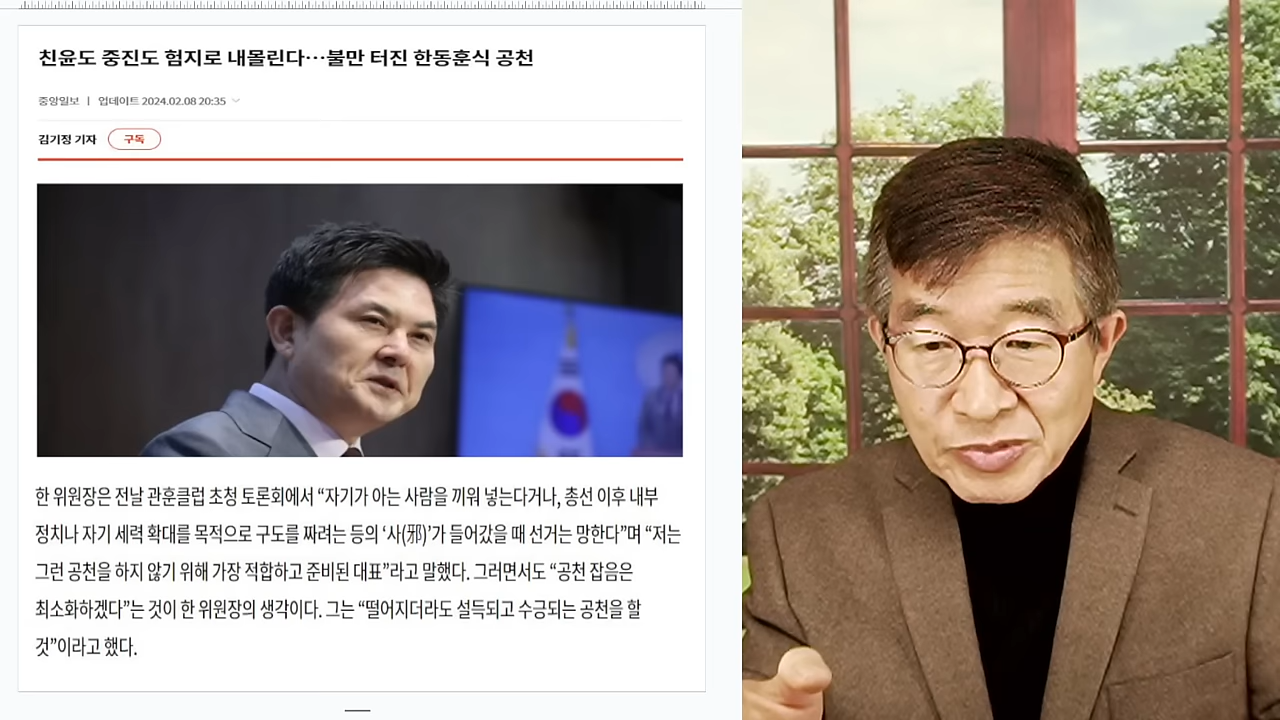 친윤도 중진도 험지로 내몰린다…불만 터진 한동훈식 공천
중앙일보 | 업데이트 2024.02.08 20:35
김기정 기자 구독
한 위원장은 전날 관훈클럽 초청 토론회에서 “자기가 아는 사람을 끼워 넣는다거나, 총선 이후 내부
정치나 자기 세력 확대를 목적으로 구도를 짜려는 등의 ‘사(邪)’가 들어갔을 때 선거는 망한다”며 “저는
그런 공천을 하지 않기 위해 가장 적합하고 준비된 대표”라고 말했다. 그러면서도 “공천 잡음은
최소화하겠다”는 것이 한 위원장의 생각이다. 그는 “떨어지더라도 설득되고 수긍되는 공천을 할
것”이라고 했다.